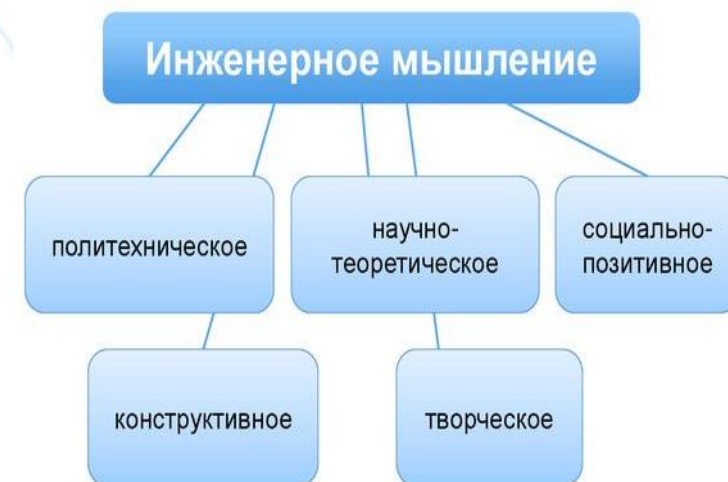 Инженерное мышление
политехническое
научно-
теоретическое
социально-
позитивное
конструктивное
творческое